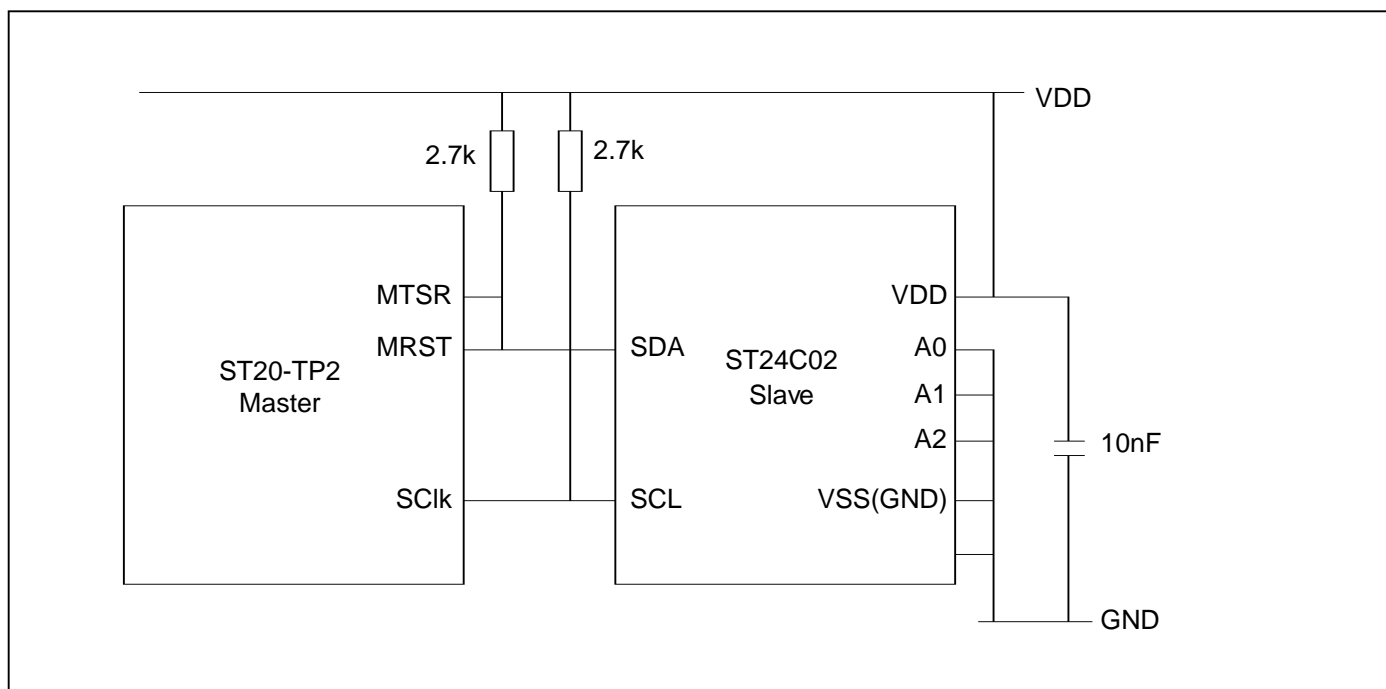 VDD
2.7k
2.7k
MTSR
MRST
ST20-TP2
Master
SClk
SDA
ST24C02
Slave
SCL
VDD
A0
A1
A2
VSS(GND)
10nF
GND